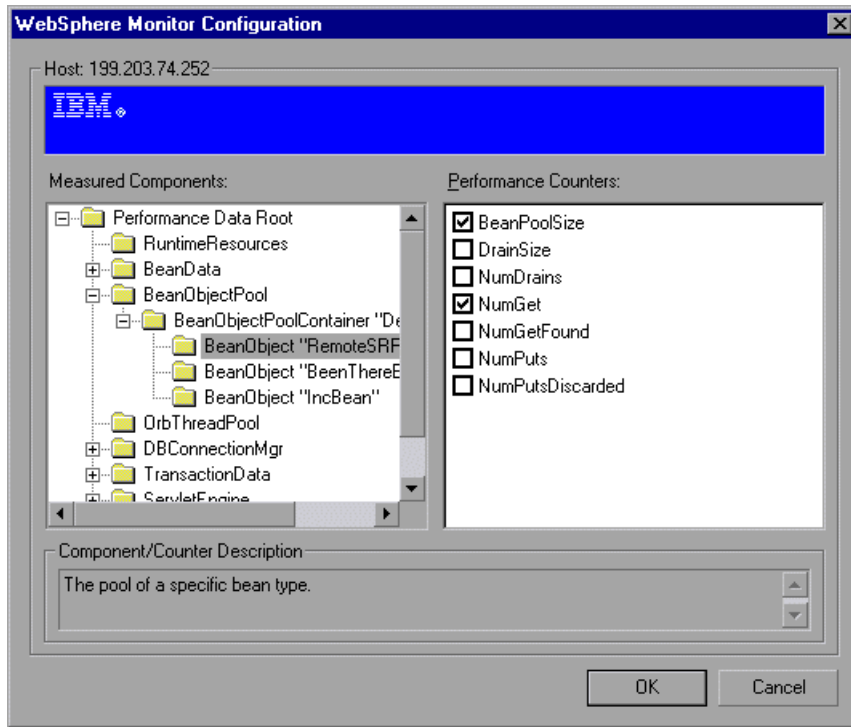 WebSphere Monitor Configuration
Host: 199.203.74.252
IBM®
Measured Components:
Performance Data Root
RuntimeResources
BeanData
BeanObjectPool
BeanObjectPoolContainer "De
BeanObject "RemoteSRF
BeanObject "BeenThereE
BeanObject "IncBean"
OrbThreadPool
DBConnectionMgr
TransactionData
ServletEngine
Performance Counters:
BeanPoolSize
DrainSize
NumDrains
NumGet
NumGetFound
NumPuts
NumPutsDiscarded
Component/Counter Description
The pool of a specific bean type.
OK
Cancel